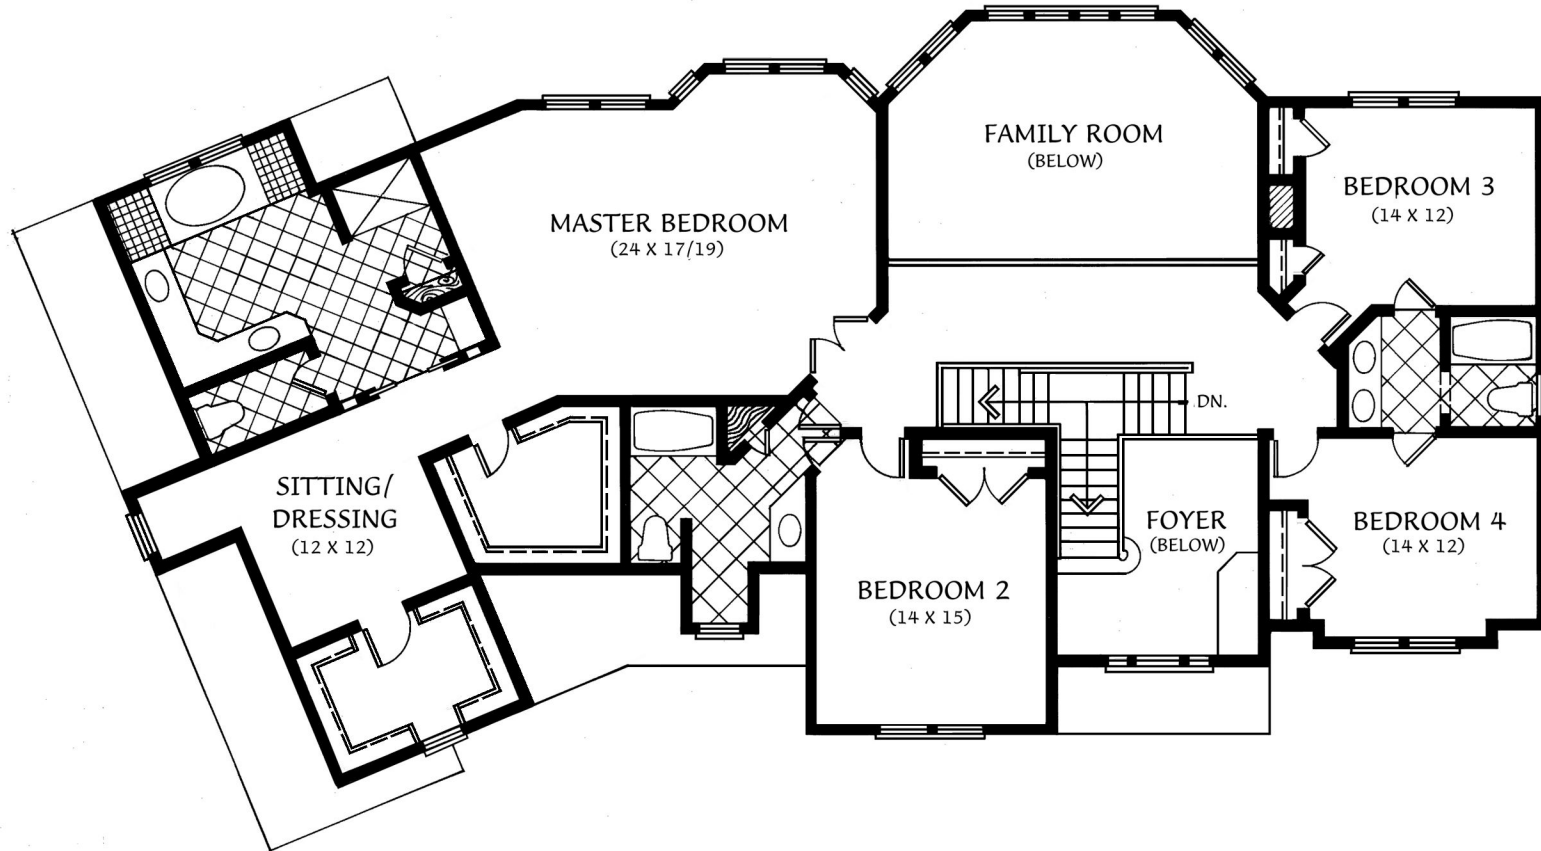 FAMILY ROOM
(BELOW)
BEDROOM 3
(14 X 12)
MASTER BEDROOM
(24 X 17/19)
DN.
SITTING/
DRESSING
(12 X 12)
FOYER
(BELOW)
BEDROOM 4
(14 X 12)
BEDROOM 2
(14 X 15)